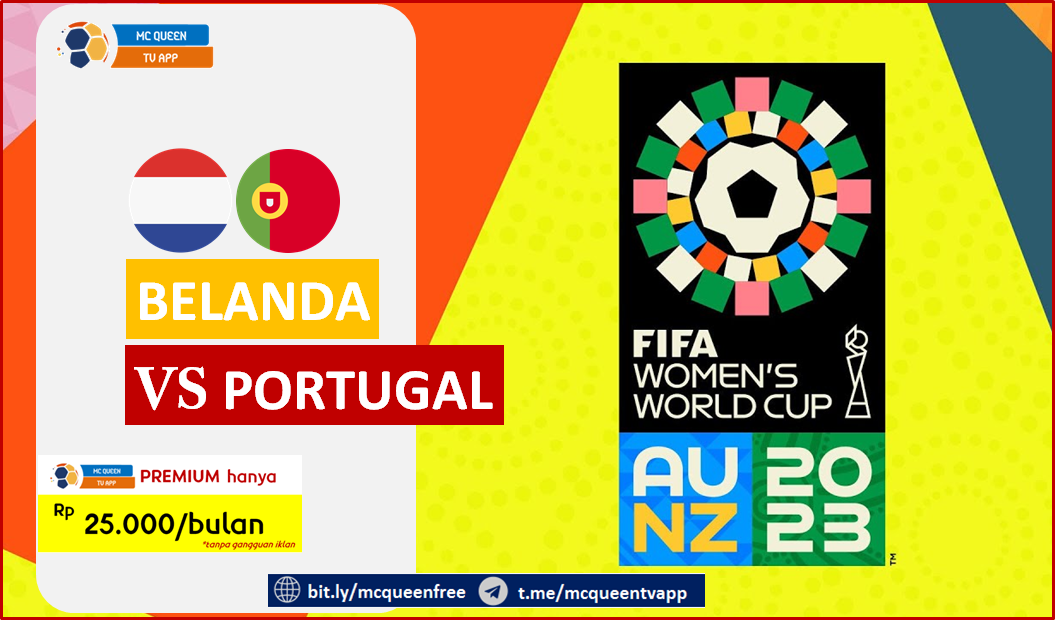 MC QUEEN
TV APP
BELANDA
VS PORTUGAL
MC QUEEN
TV APP
PREMIUM hanya
Rp 25.000/bulan
*tanpa gangguan iklan
bit.ly/mcqueenfree t.me/mcqueentvapp
FIFA
WOMEN'S
WORLD CUP
AU 20
NZ 23
TM